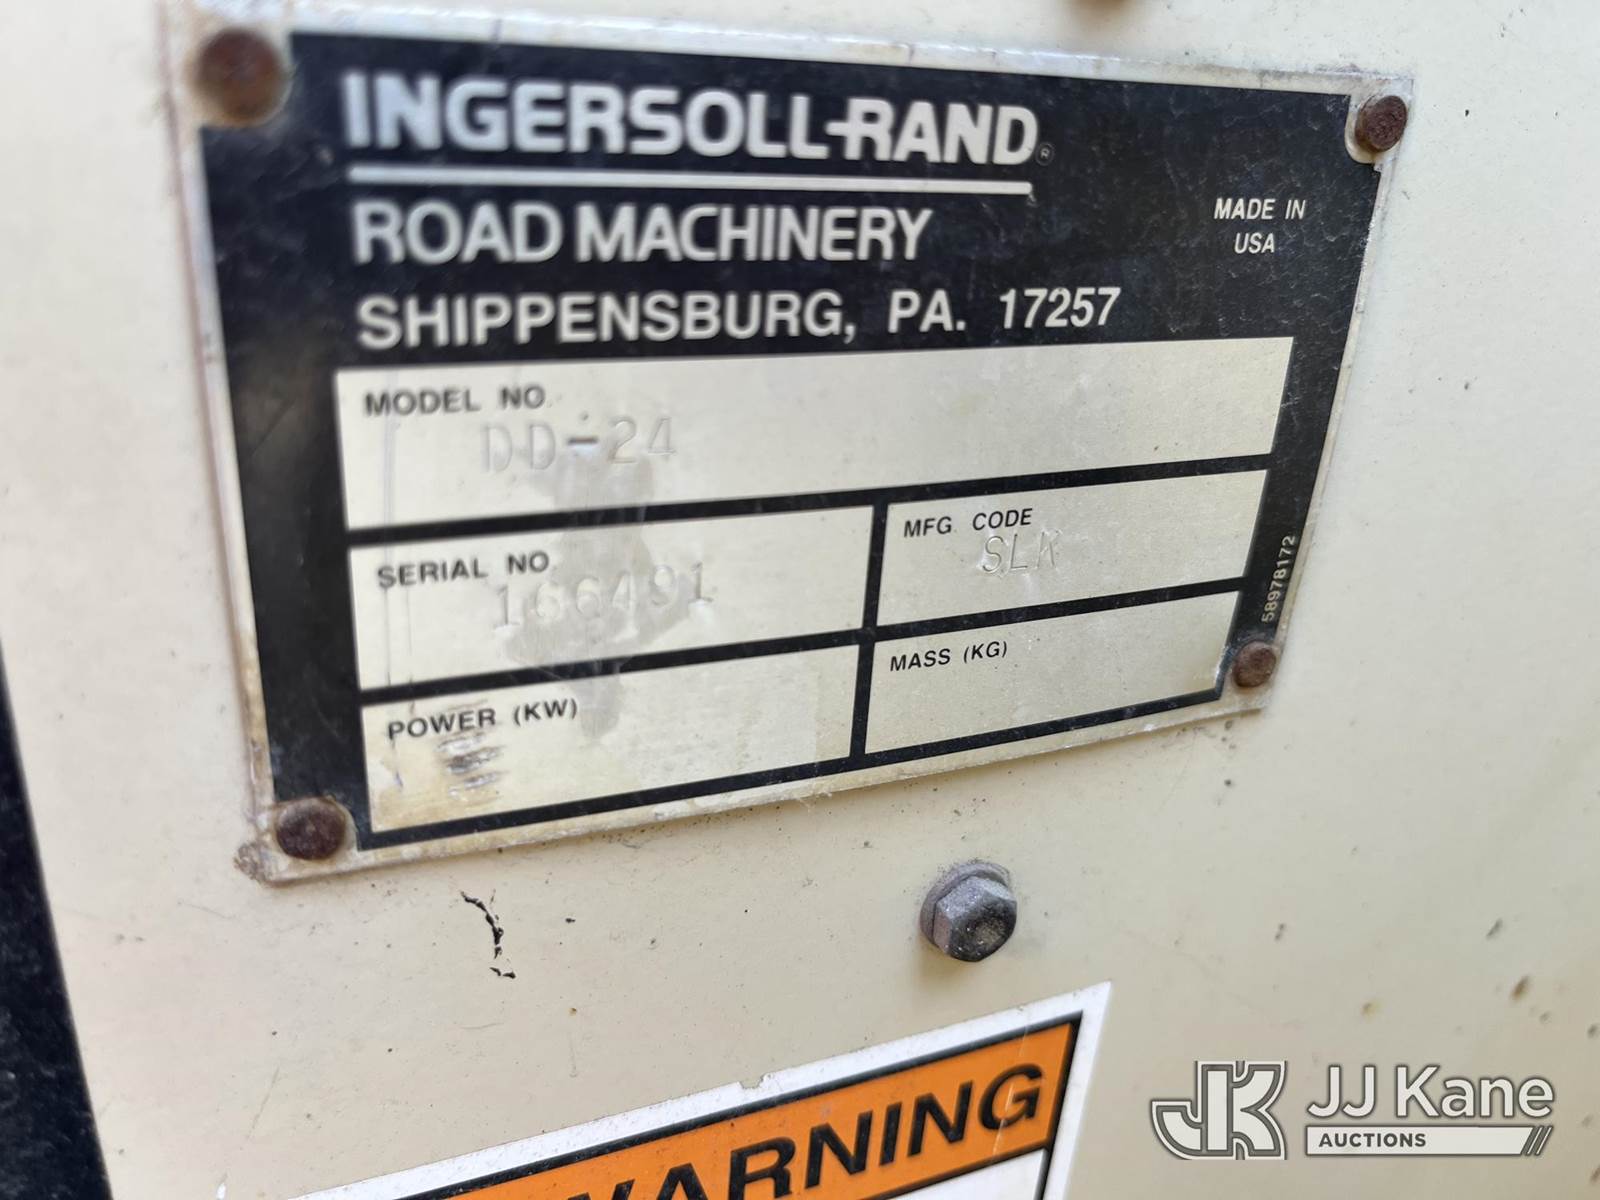 INGERSOLL-RAND®
ROAD MACHINERY
MADE IN
USA
SHIPPENSBURG, PA. 17257
MODEL NO.
DD-24
SERIAL NO.
166491
MFG. CODE
SLK
POWER (KW)
MASS (KG)
58978172
WARNING
JK JJ Kane
AUCTIONS